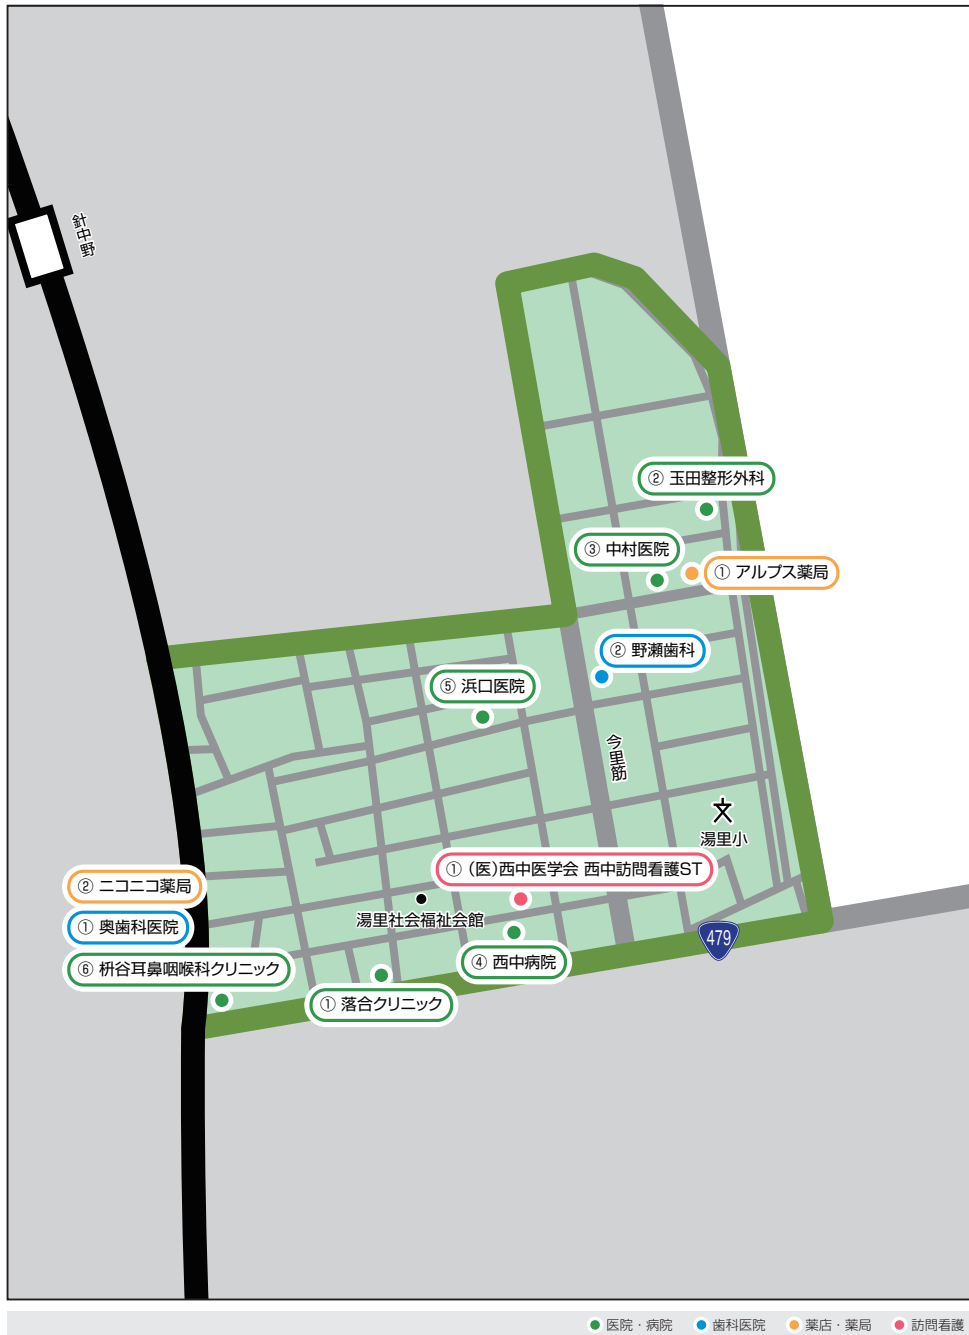 針中野
② 玉田整形外科
③ 中村医院
① アルプス薬局
② 野瀬歯科
⑤ 浜口医院
今里筋
湯里小
① (医)西中医学会 西中訪問看護ST
② ニコニコ薬局
湯里社会福祉会館
① 奥歯科医院
479
④ 西中病院
⑥ 枡谷耳鼻咽喉科クリニック
① 落合クリニック
医院・病院 歯科医院 薬店・薬局 訪問看護